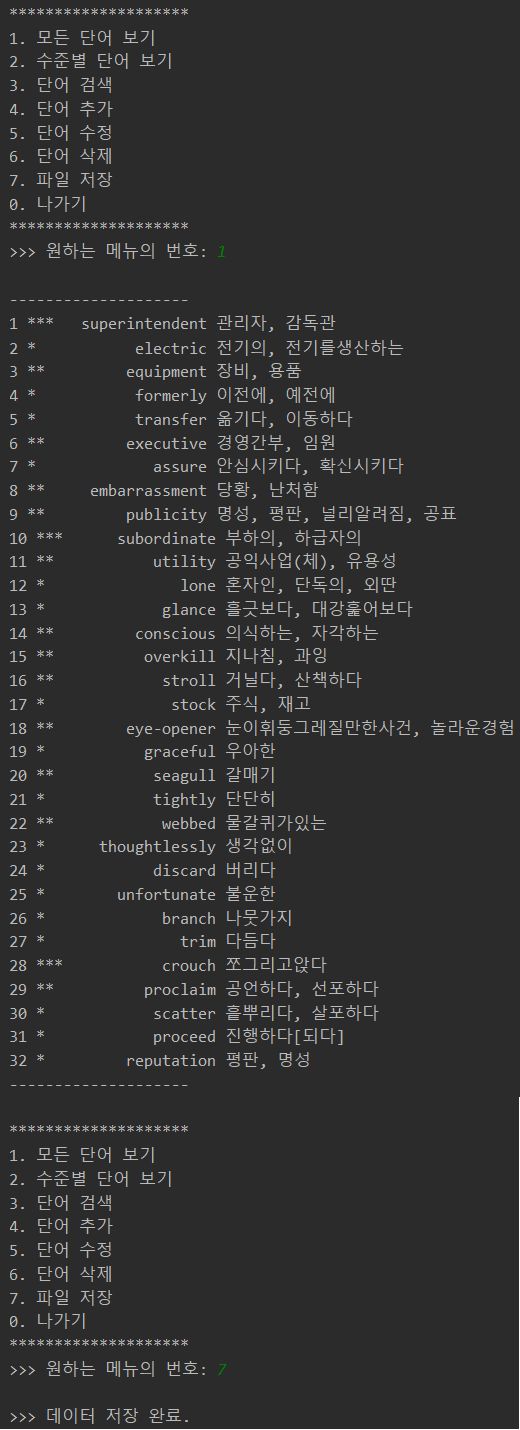 ********************
1. 모든 단어 보기
2. 수준별 단어 보기
3. 단어 검색
4. 단어 추가
5. 단어 수정
6. 단어 삭제
7. 파일 저장
0. 나가기
********************
>>> 원하는 메뉴의 번호: 1
--------------------
1 *** superintendent 관리자, 감독관
2 * electric 전기의, 전기를생산하는
3 ** equipment 장비, 용품
4 * formerly 이전에, 예전에
5 * transfer 옮기다, 이동하다
6 ** executive 경영간부, 임원
7 * assure 안심시키다, 확신시키다
8 ** embarrassment 당황, 난처함
9 ** publicity 명성, 평판, 널리알려짐, 공표
10 *** subordinate 부하의, 하급자의
11 ** utility 공익사업(체), 유용성
12 * lone 혼자인, 단독의, 외딴
13 * glance 흘긋보다, 대강훑어보다
14 ** conscious 의식하는, 자각하는
15 ** overkill 지나침, 과잉
16 ** stroll 거닐다, 산책하다
17 * stock 주식, 재고
18 ** eye-opener 눈이휘둥그레질만한사건, 놀라운경험
19 * graceful 우아한
20 ** seagull 갈매기
21 * tightly 단단히
22 ** webbed 물갈퀴가있는
23 * thoughtlessly 생각없이
24 * discard 버리다
25 * unfortunate 불운한
26 * branch 나뭇가지
27 * trim 다듬다
28 *** crouch 쪼그리고앉다
29 ** proclaim 공언하다, 선포하다
30 * scatter 흩뿌리다, 살포하다
31 * proceed 진행하다[되다]
32 * reputation 평판, 명성
--------------------
********************
1. 모든 단어 보기
2. 수준별 단어 보기
3. 단어 검색
4. 단어 추가
5. 단어 수정
6. 단어 삭제
7. 파일 저장
0. 나가기
********************
>>> 원하는 메뉴의 번호: 7
>>> 데이터 저장 완료.